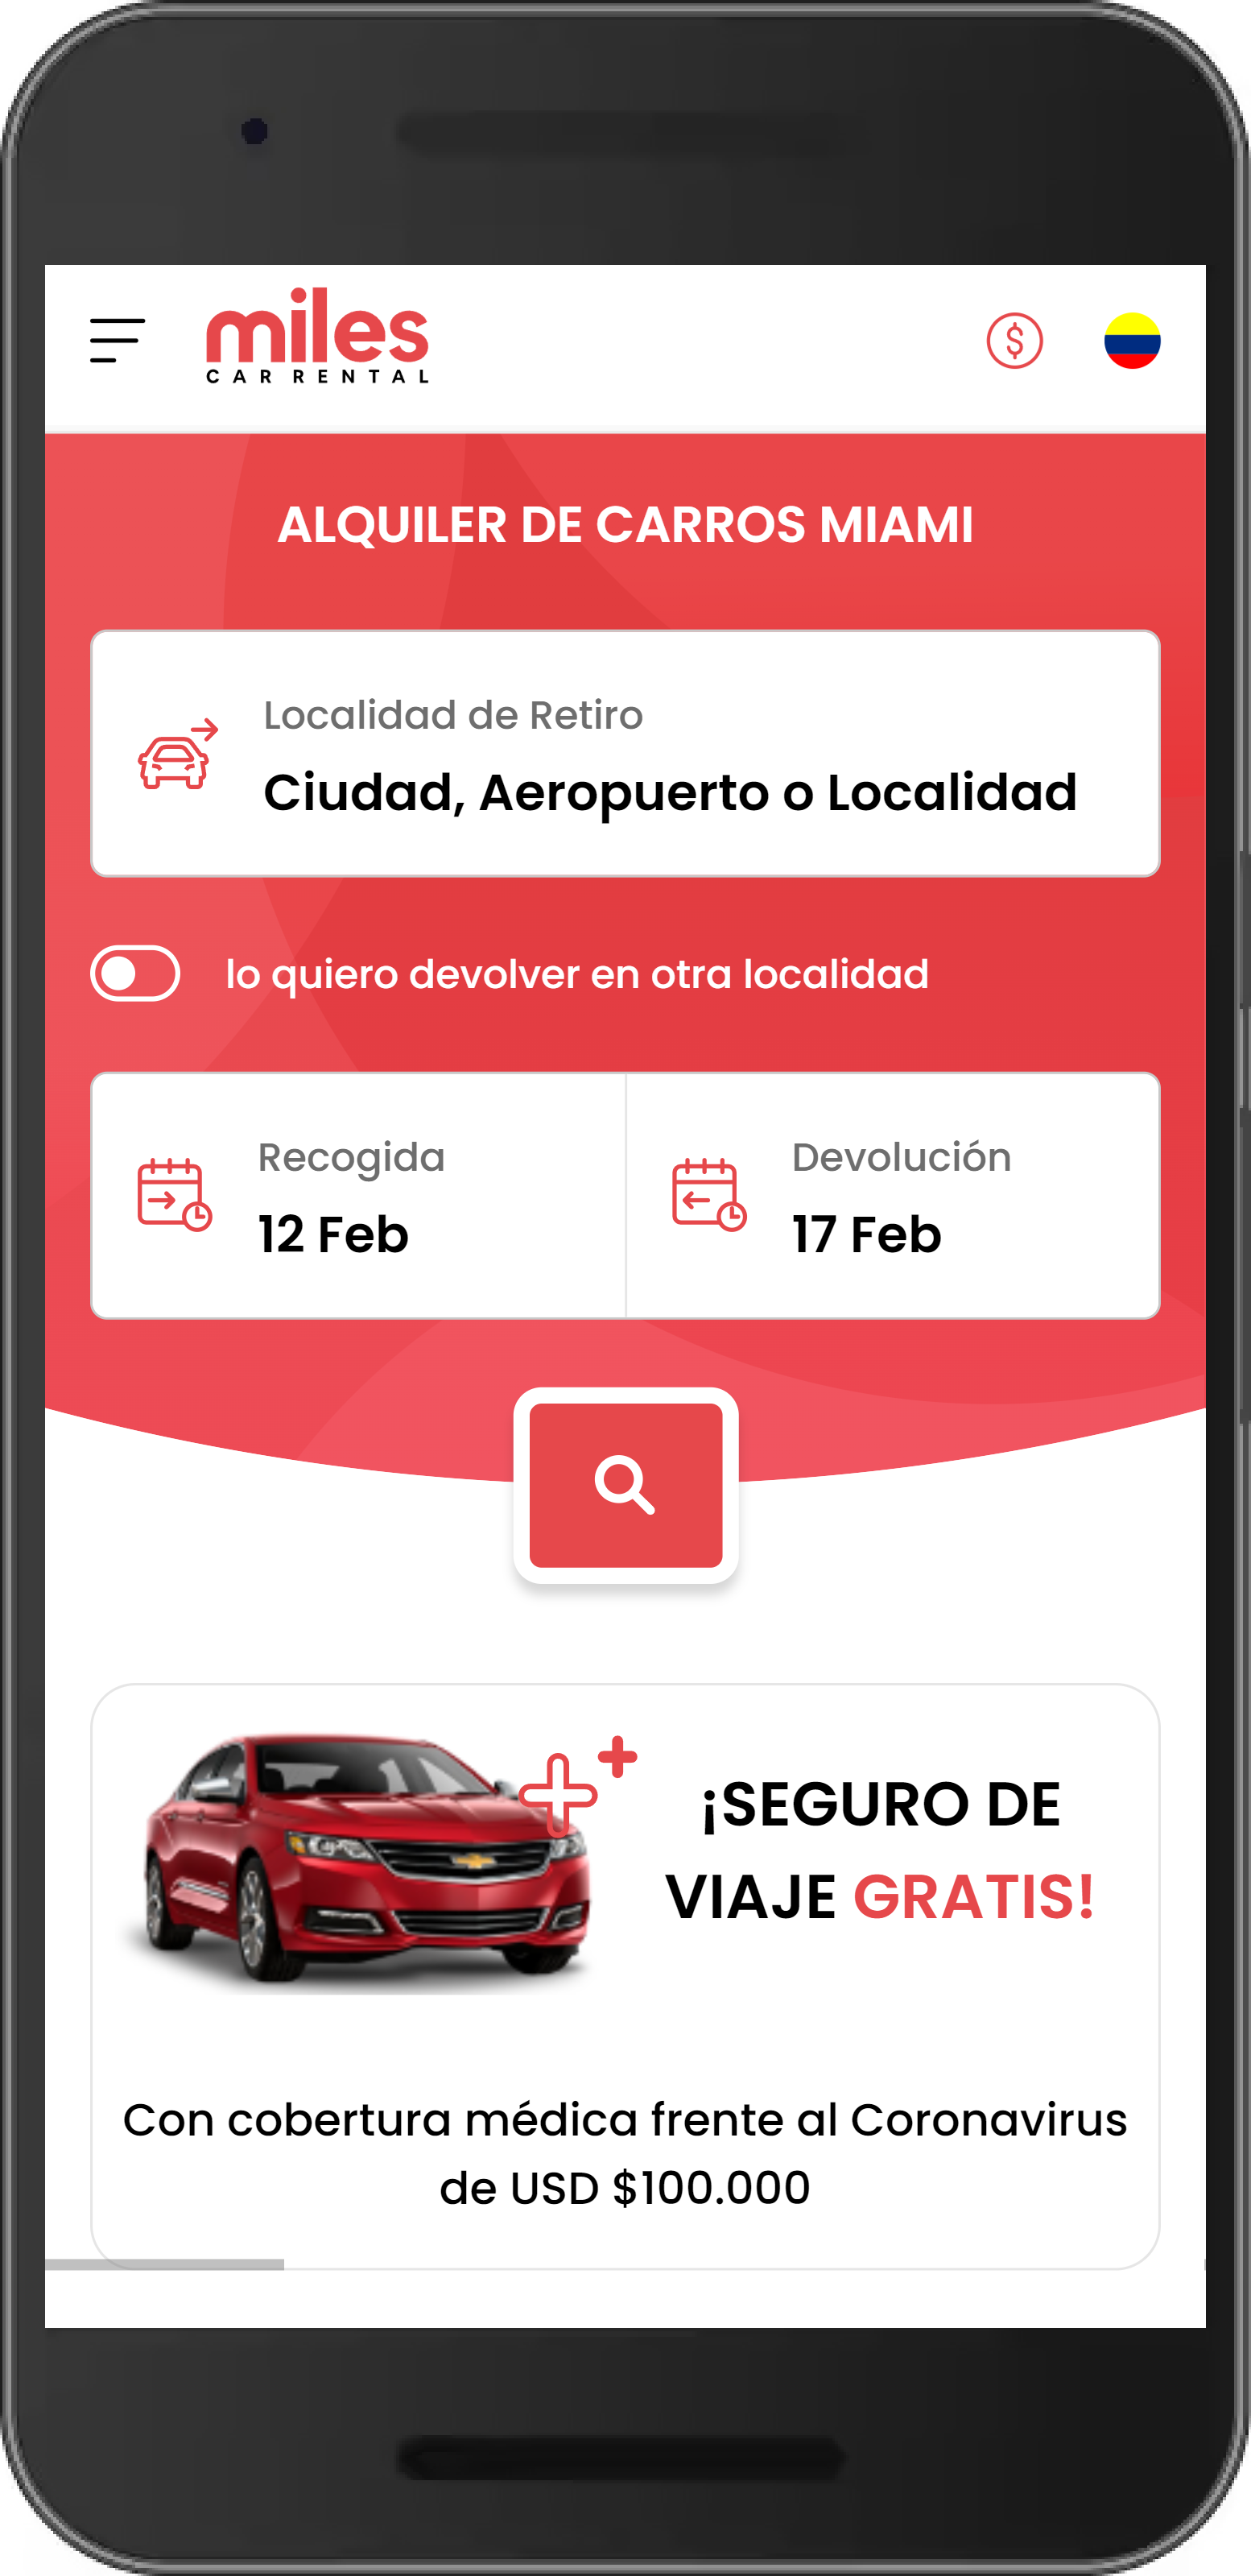 miles
CAR RENTAL
$
ALQUILER DE CARROS MIAMI
Localidad de Retiro
Ciudad, Aeropuerto o Localidad
lo quiero devolver en otra localidad
Recogida
12 Feb
Devolución
17 Feb
¡SEGURO DE
VIAJE GRATIS!
Con cobertura médica frente al Coronavirus
de USD $100.000